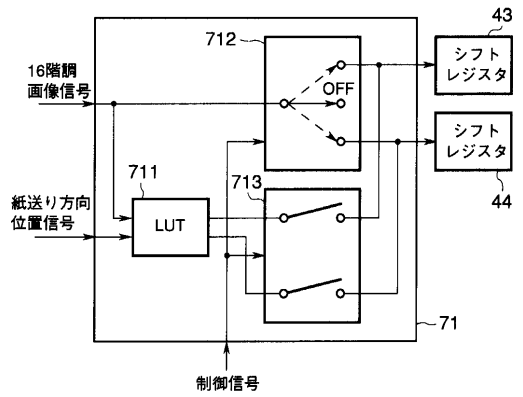 712
43
16階調
画像信号
OFF
シフト
レジスタ
シフト
レジスタ
44
711
713
紙送り方向
位置信号
LUT
71
制御信号